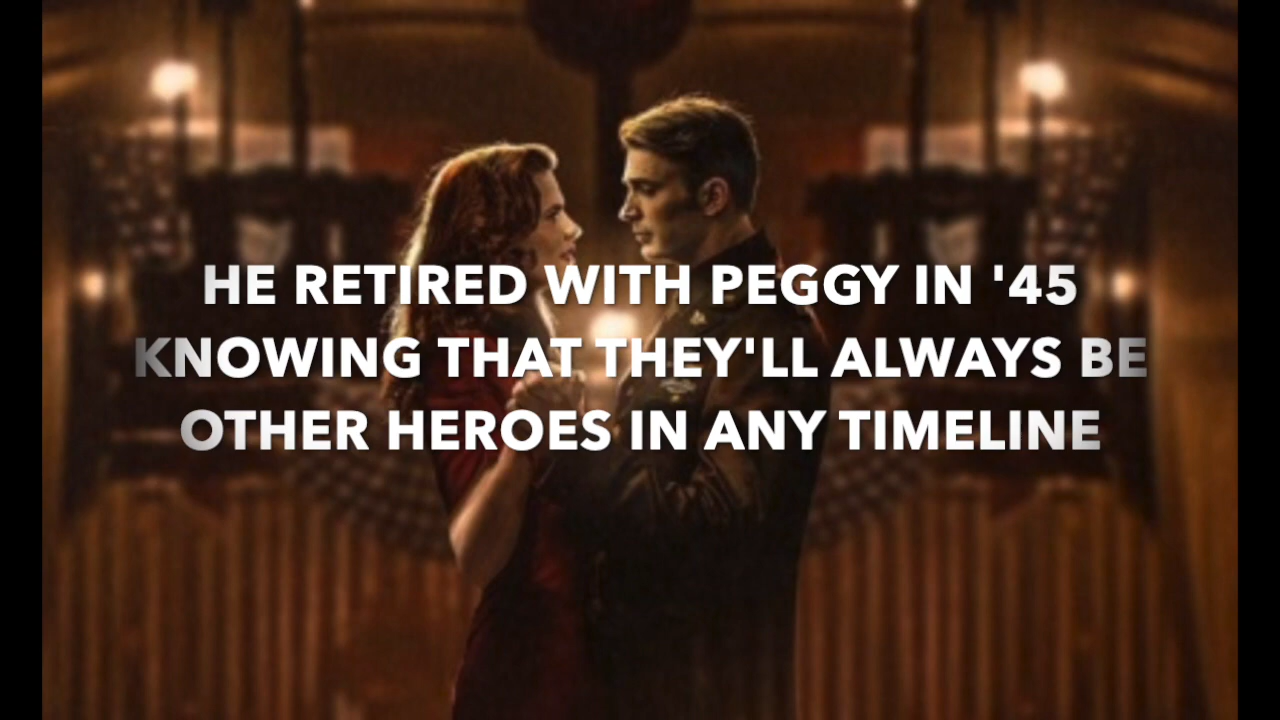 HE RETIRED WITH PEGGY IN '45
KNOWING THAT THEY'LL ALWAYS BE
OTHER HEROES IN ANY TIMELINE